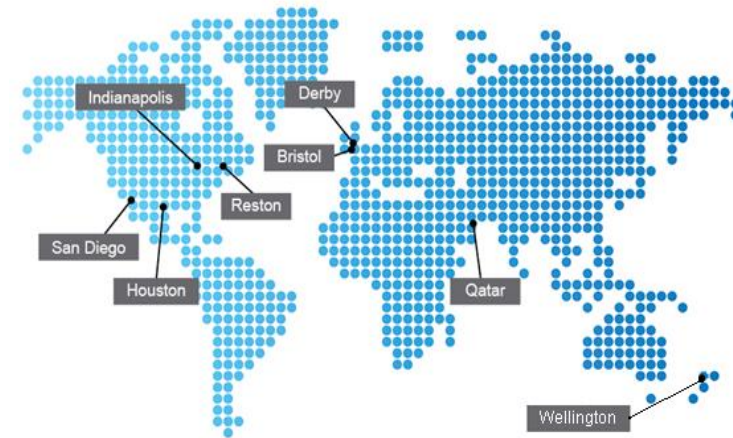 Indianapolis
Derby
Bristol
Reston
San Diego
Houston
Qatar
Wellington